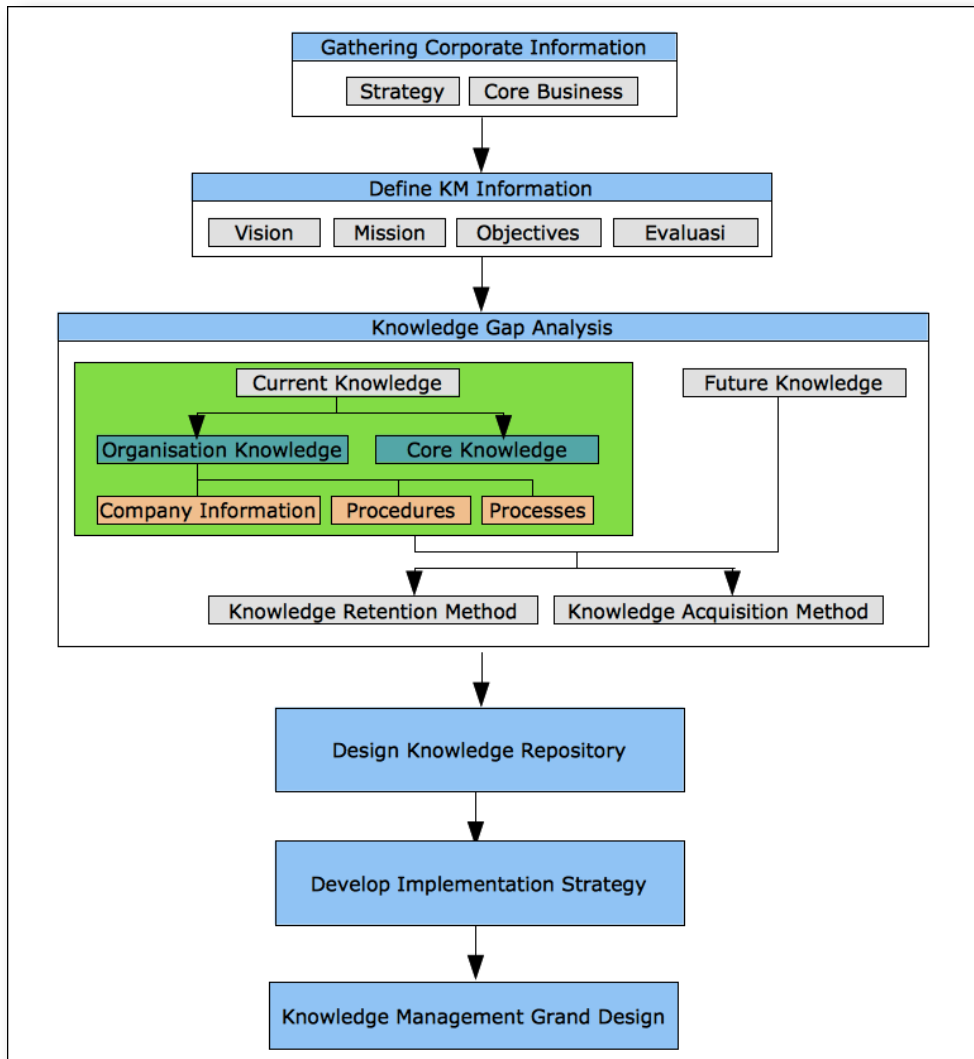 Gathering Corporate Information
Strategy
Core Business
Define KM Information
Vision
Mission
Objectives
Evaluasi
Knowledge Gap Analysis
Current Knowledge
Future Knowledge
Organisation Knowledge
Core Knowledge
Company Information
Procedures
Processes
Knowledge Retention Method
Knowledge Acquisition Method
Design Knowledge Repository
Develop Implementation Strategy
Knowledge Management Grand Design